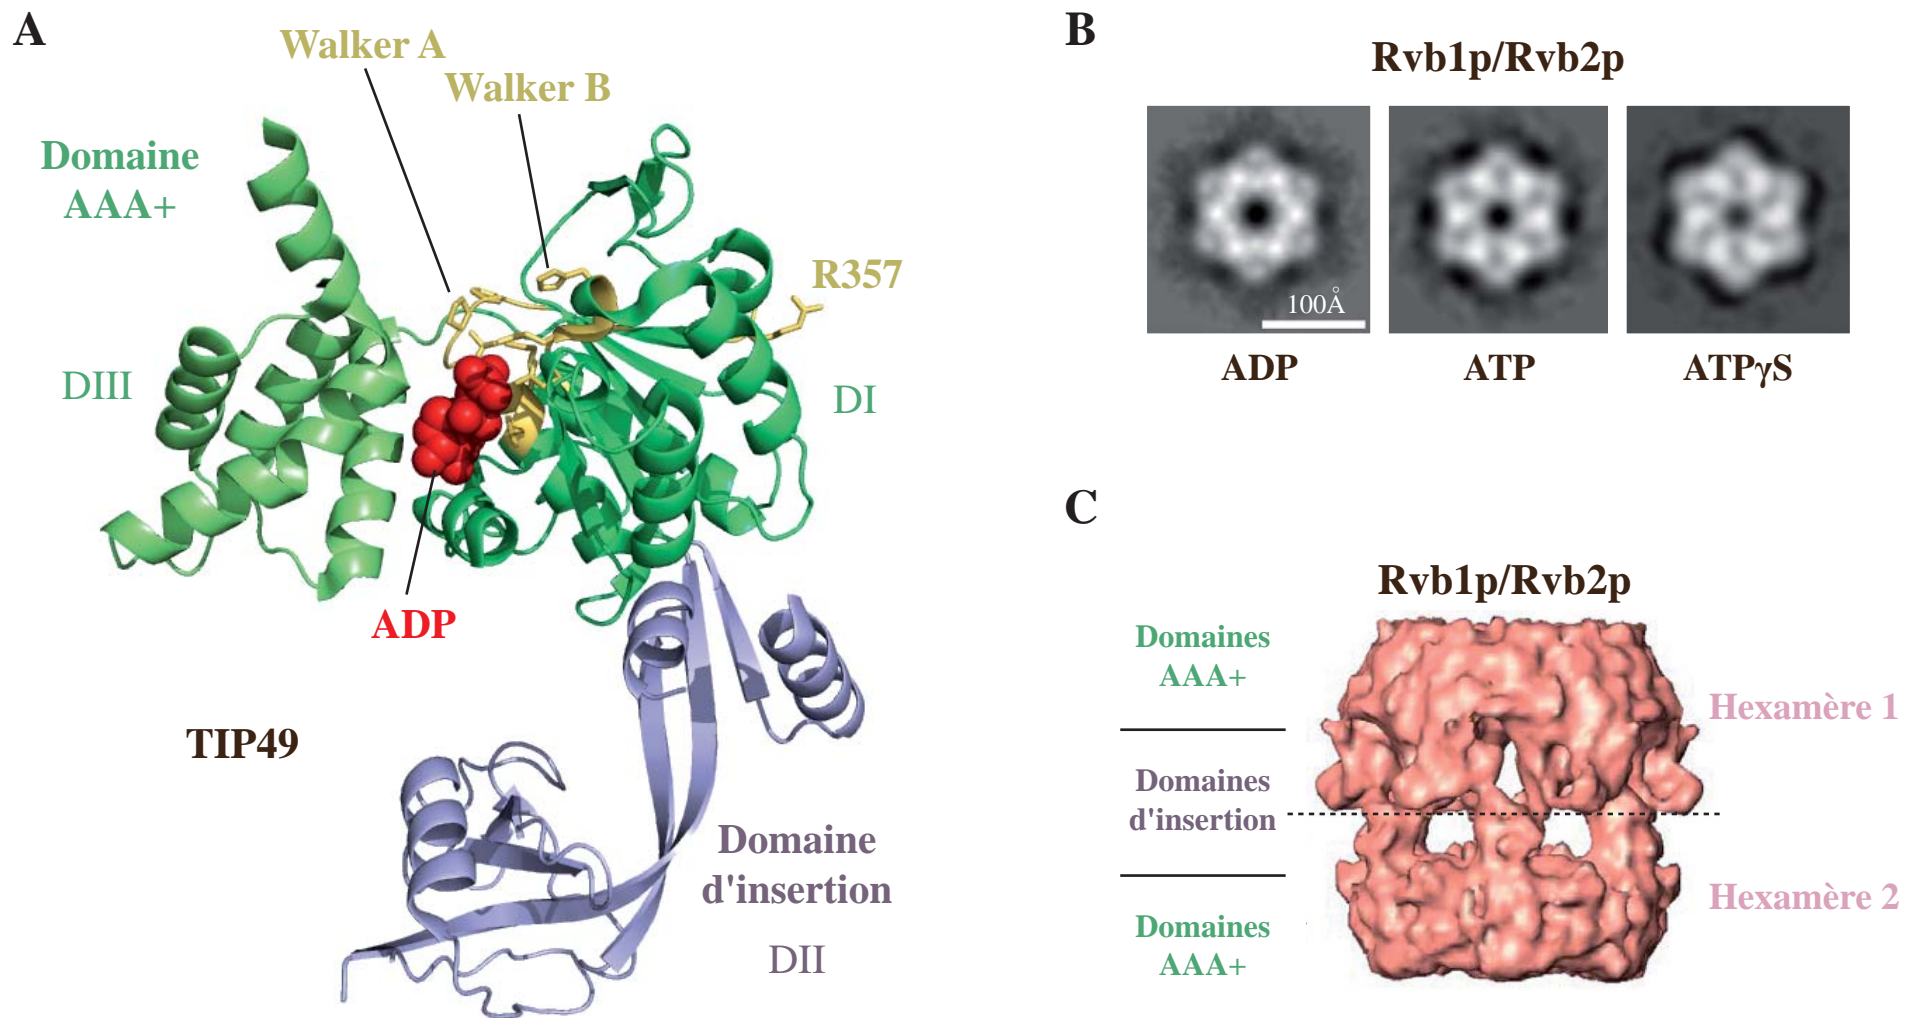 A
Walker A
Walker B
Domaine
AAA+
R357
DIII
DI
ADP
TIP49
Domaine
d'insertion
DII
B
Rvb1p/Rvb2p
100Å
ADP
ATP
ATPγS
C
Rvb1p/Rvb2p
Domaines
AAA+
Hexamère 1
Domaines
d'insertion
Hexamère 2
Domaines
AAA+